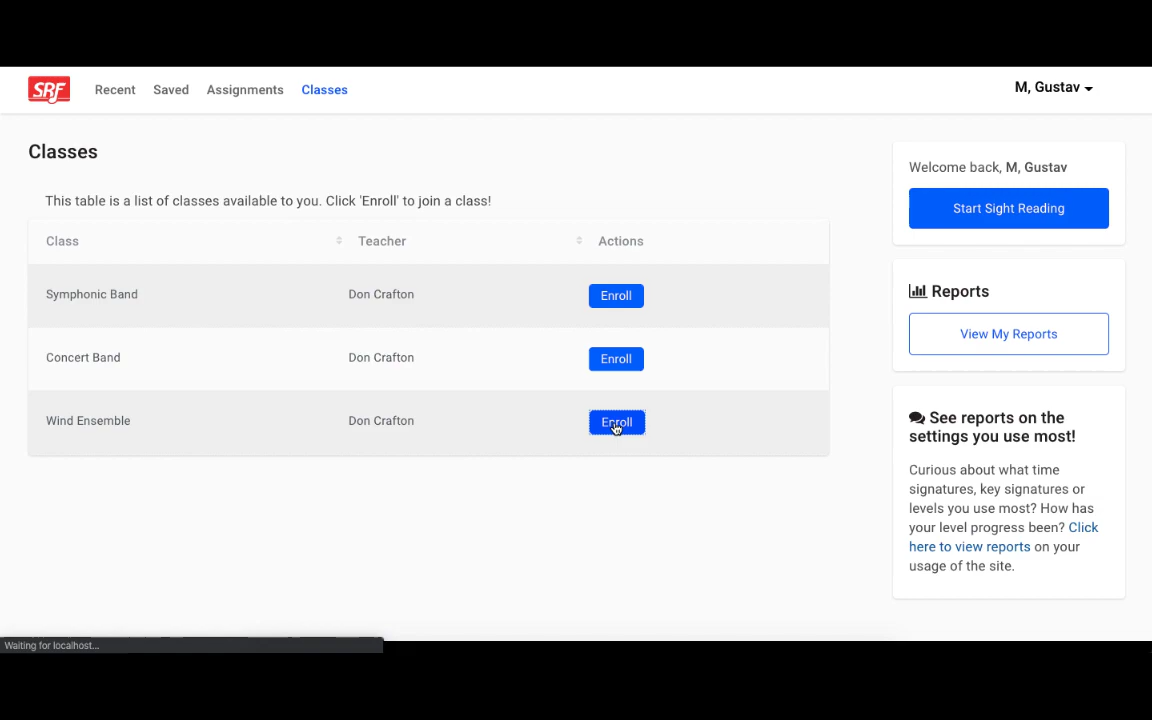 SRF Recent Saved Assignments Classes M, Gustav
Classes
This table is a list of classes available to you. Click 'Enroll' to join a class!
Class Teacher Actions
Symphonic Band Don Crafton Enroll
Concert Band Don Crafton Enroll
Wind Ensemble Don Crafton Enroll
Welcome back, M, Gustav
Start Sight Reading
Reports
View My Reports
See reports on the
settings you use most!
Curious about what time
signatures, key signatures or
levels you use most? How has
your level progress been? Click
here to view reports on your
usage of the site.
Waiting for localhost...